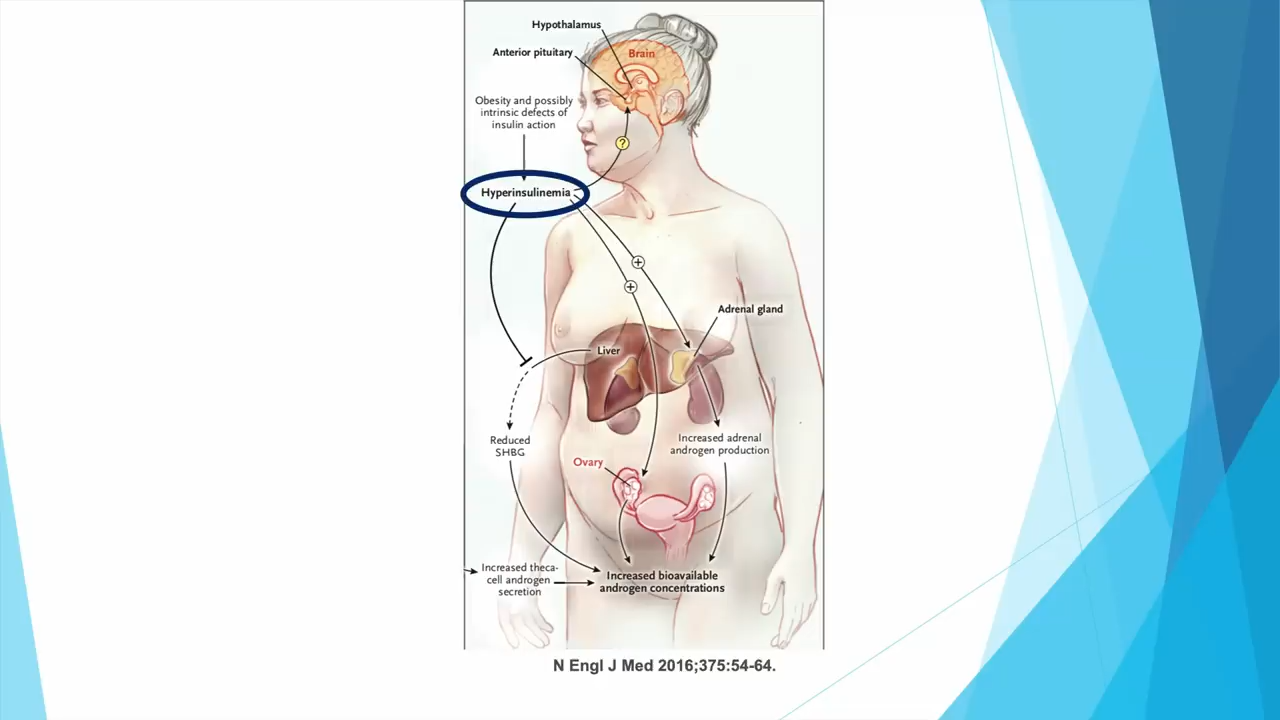 Hypothalamus
Anterior pituitary
Brain
Obesity and possibly
intrinsic defects of
insulin action
?
Hyperinsulinemia
+
+
Adrenal gland
Liver
Reduced
SHBG
Increased adrenal
androgen production
Ovary
Increased theca-
cell androgen
secretion
Increased bioavailable
androgen concentrations
N Engl J Med 2016;375:54-64.